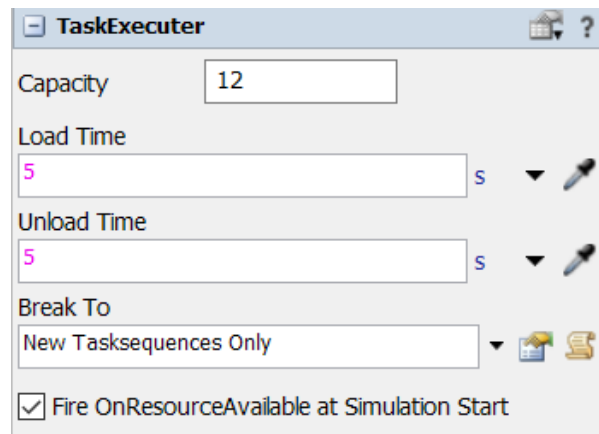 TaskExecuter ?
Capacity 12
Load Time
5 s
Unload Time
5 s
Break To
New Tasksequences Only
Fire OnResourceAvailable at Simulation Start